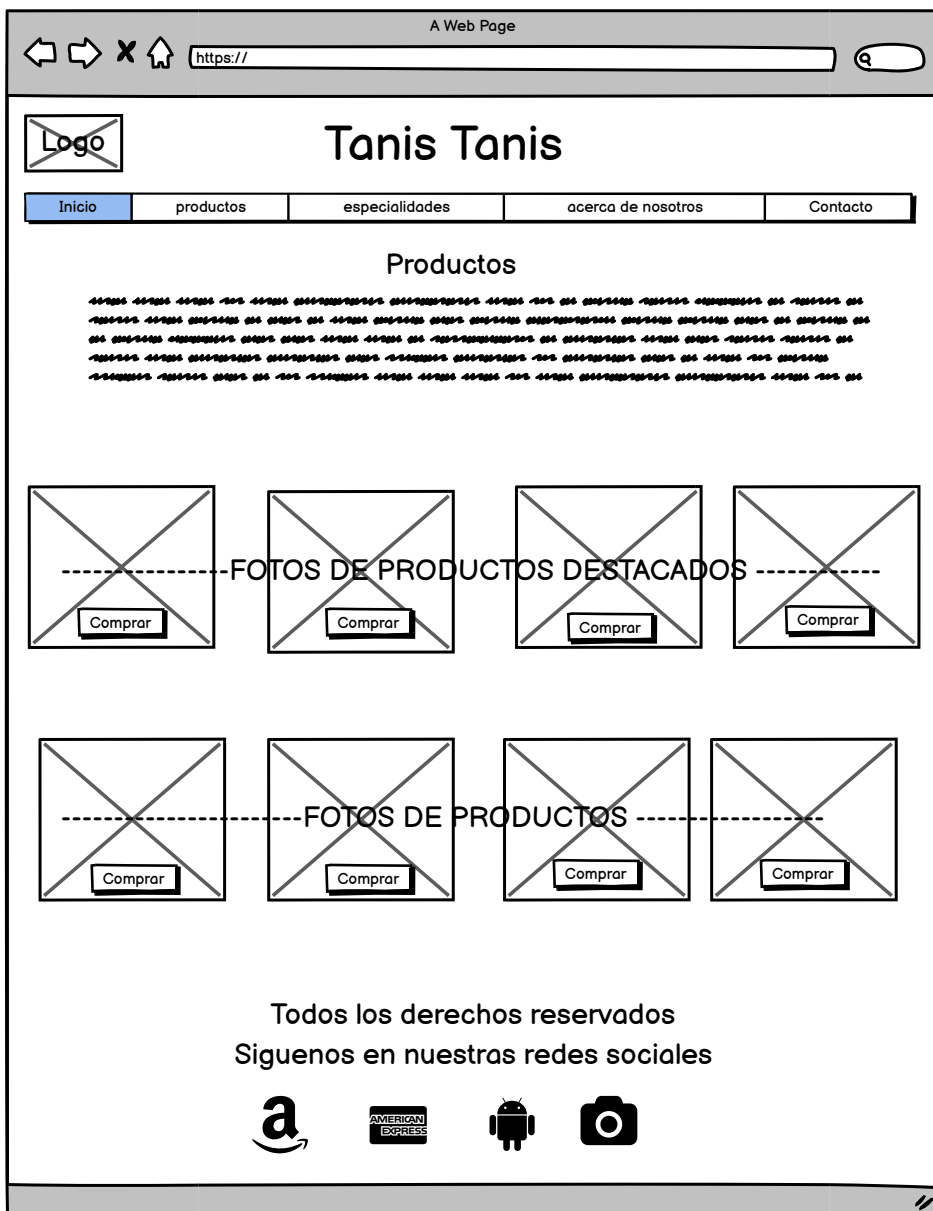 A Web Page
https://
Logo
Tanis Tanis
Inicio productos especialidades acerca de nosotros Contacto
Productos
----------------FOTOS DE PRODUCTOS DESTACADOS ------------
Comprar Comprar Comprar Comprar
-----------------------FOTOS DE PRODUCTOS ------------------
Comprar Comprar Comprar Comprar
Todos los derechos reservados
Siguenos en nuestras redes sociales
a
AMERICAN
EXPRESS